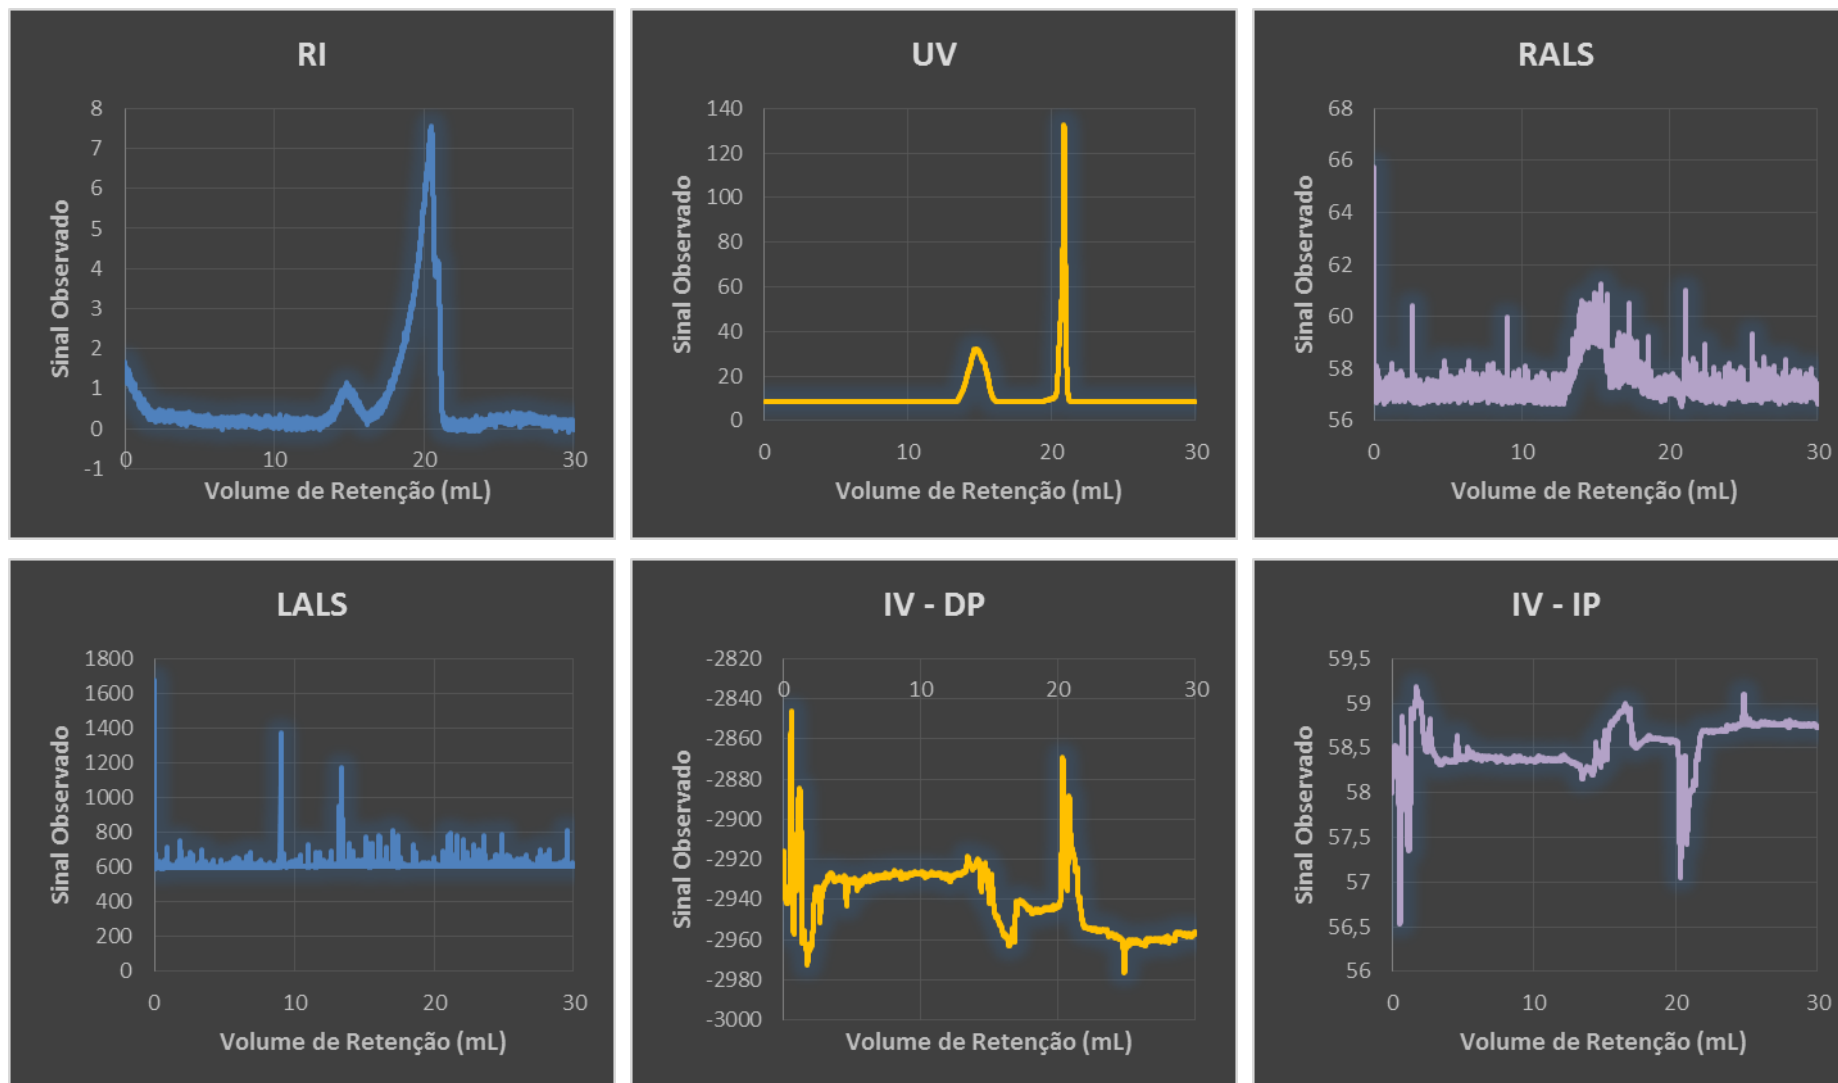 RI
8
7
6
5
4
3
2
1
0
-1
0 10 20 30
Sinal Observado
Volume de Retenção (mL)
UV
140
120
100
80
60
40
20
0
0 10 20 30
Sinal Observado
Volume de Retenção (mL)
RALS
68
66
64
62
60
58
56
0 10 20 30
Sinal Observado
Volume de Retenção (mL)
LALS
1800
1600
1400
1200
1000
800
600
400
200
0
0 10 20 30
Sinal Observado
Volume de Retenção (mL)
IV - DP
-2820
-2840
-2860
-2880
-2900
-2920
-2940
-2960
-2980
-3000
0 10 20 30
Sinal Observado
Volume de Retenção (mL)
IV - IP
59,5
59
58,5
58
57,5
57
56,5
56
0 10 20 30
Sinal Observado
Volume de Retenção (mL)